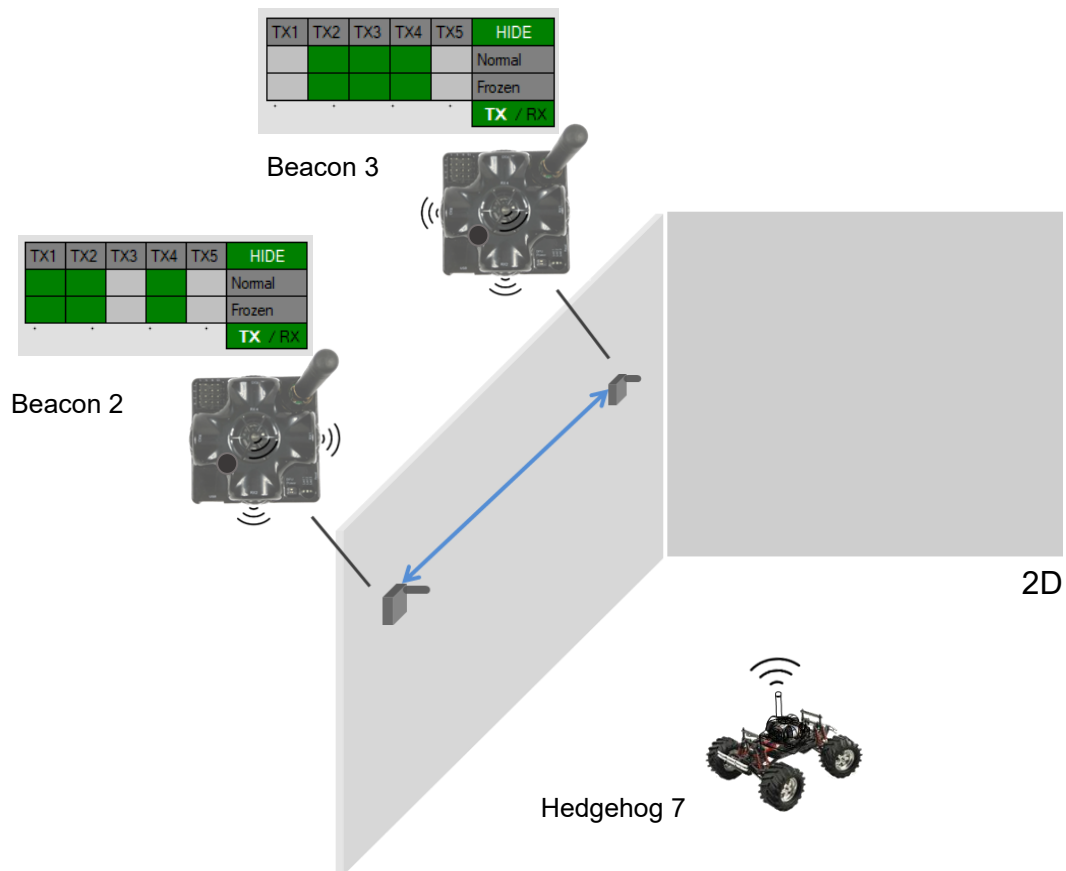 TX1 TX2 TX3 TX4 TX5 HIDE
Normal
Frozen
TX / RX
Beacon 3
TX1 TX2 TX3 TX4 TX5 HIDE
Normal
Frozen
TX / RX
Beacon 2
2D
Hedgehog 7